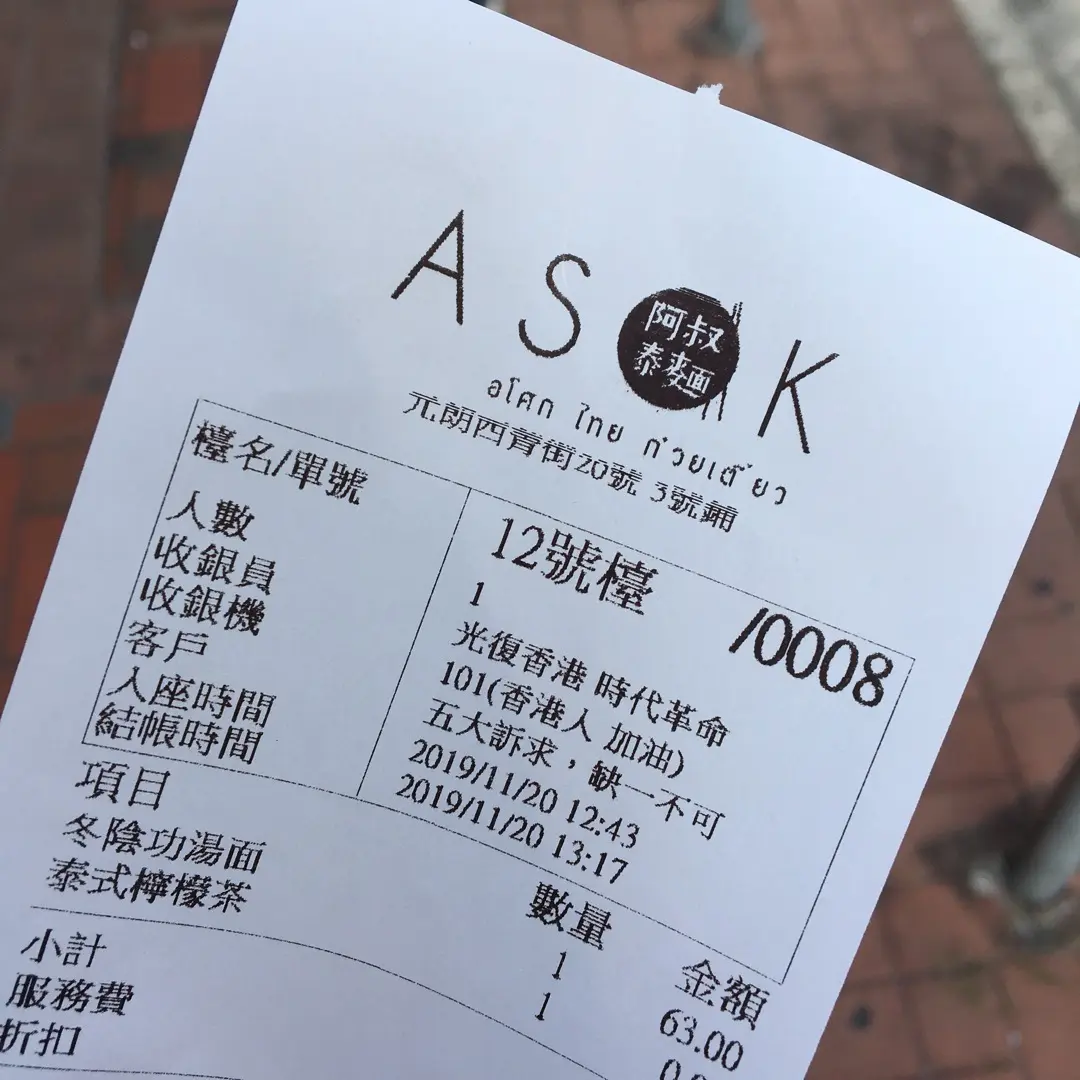 ASOK
阿叔
泰麵
อโศก ไทย ก๋วยเตี๋ยว
元朗西菁街20號 3號鋪
檯名/單號 12號檯 /0008
人數 1
收銀員 光復香港 時代革命
收銀機 101(香港人 加油)
客戶 五大訴求，缺一不可
入座時間 2019/11/20 12:43
結帳時間 2019/11/20 13:17
項目 數量 金額
冬陰功湯面 1 63.00
泰式檸檬茶 1
小計
服務費
折扣